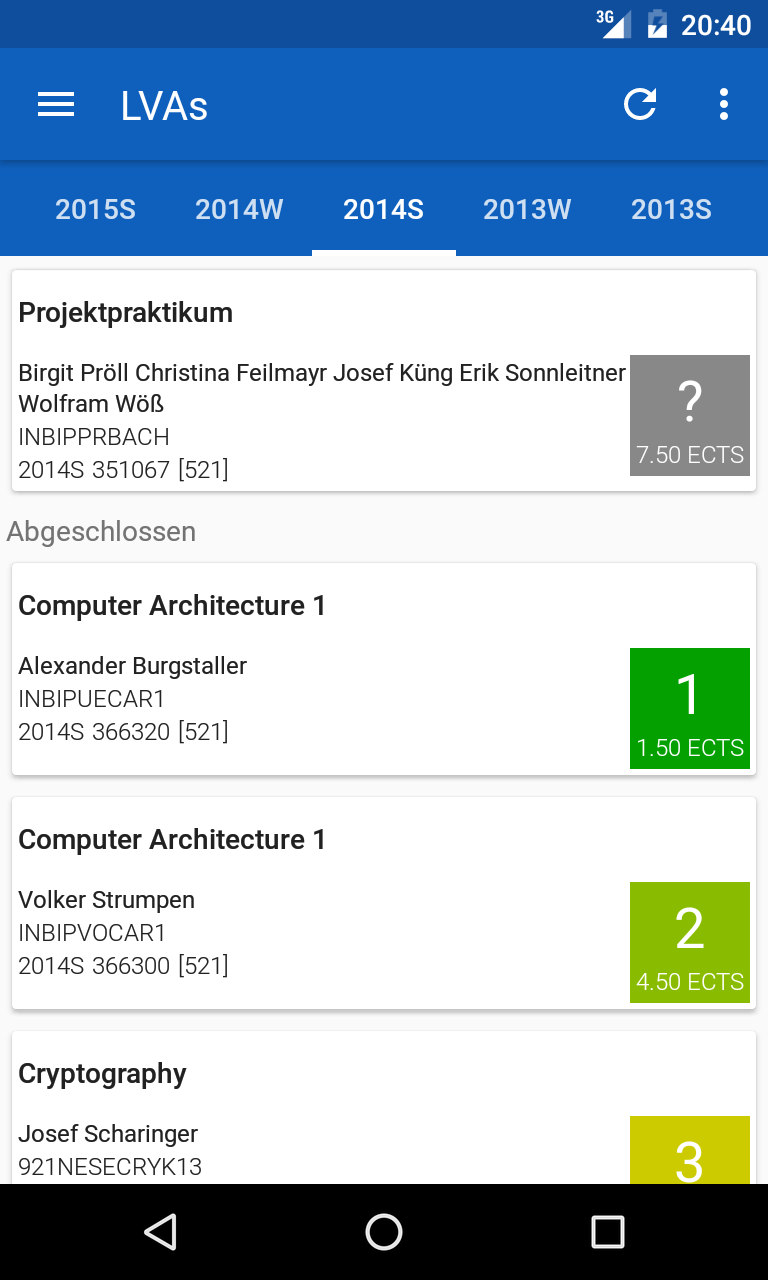 3G 20:40
LVAs
2015S 2014W 2014S 2013W 2013S
Projektpraktikum
Birgit Pröll Christina Feilmayr Josef Küng Erik Sonnleitner
Wolfram Wöß
INBIPPRBACH
2014S 351067 [521]
?
7.50 ECTS
Abgeschlossen
Computer Architecture 1
Alexander Burgstaller
INBIPUECAR1
2014S 366320 [521]
1
1.50 ECTS
Computer Architecture 1
Volker Strumpen
INBIPVOCAR1
2014S 366300 [521]
2
4.50 ECTS
Cryptography
Josef Scharinger
921NESECRYK13
3